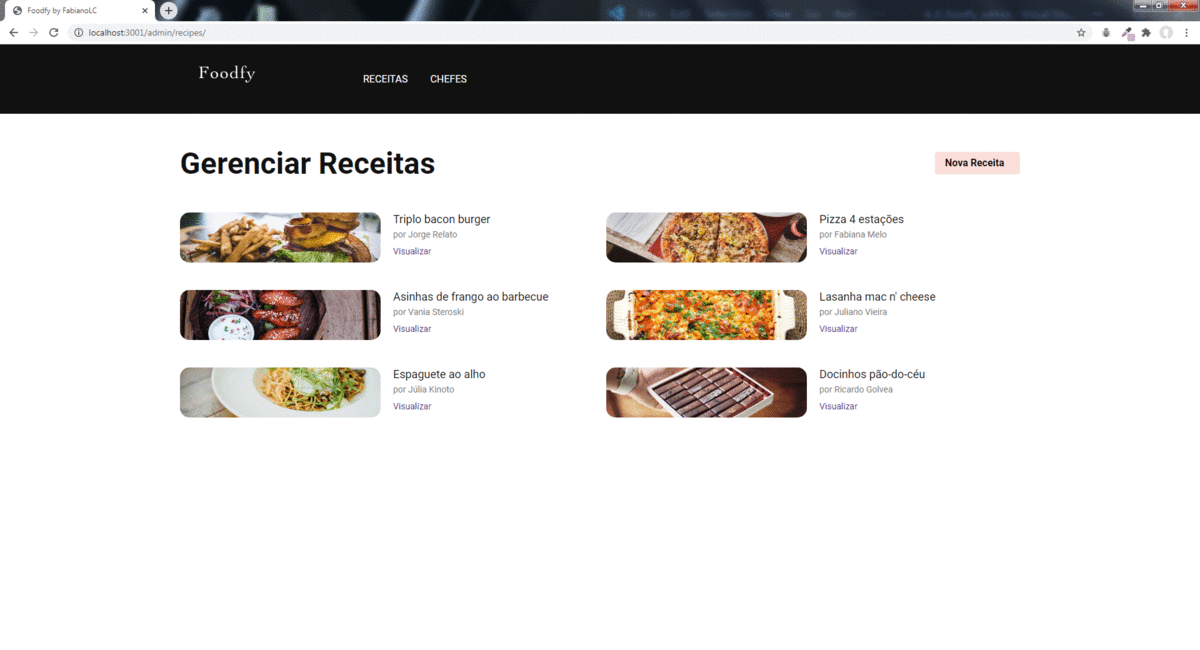 Foodfy by FabianoLC
localhost:3001/admin/recipes/
Foodfy
RECEITAS
CHEFES
Gerenciar Receitas
Nova Receita
Triplo bacon burger
por Jorge Relato
Visualizar
Pizza 4 estações
por Fabiana Melo
Visualizar
Asinhas de frango ao barbecue
por Vania Steroski
Visualizar
Lasanha mac n' cheese
por Juliano Vieira
Visualizar
Espaguete ao alho
por Júlia Kinoto
Visualizar
Docinhos pão-do-céu
por Ricardo Golvea
Visualizar